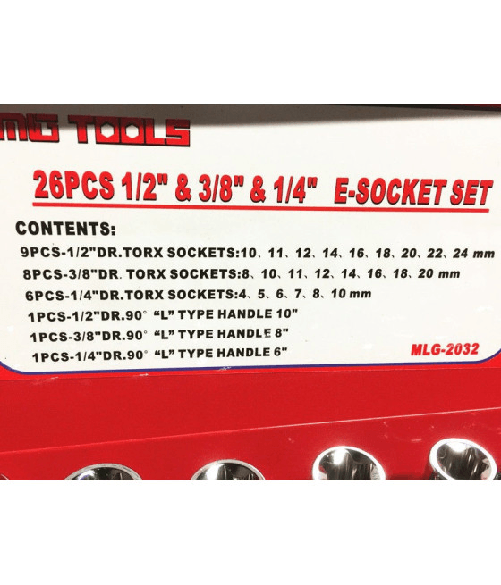 MLG TOOLS
26PCS 1/2" & 3/8" & 1/4" E-SOCKET SET
CONTENTS:
9PCS-1/2"DR.TORX SOCKETS:10、11、12、14、16、18、20、22、24 mm
8PCS-3/8"DR. TORX SOCKETS:8、10、11、12、14、16、18、20 mm
6PCS-1/4"DR.TORX SOCKETS:4、5、6、7、8、10 mm
1PCS-1/2"DR.90° “L” TYPE HANDLE 10"
1PCS-3/8"DR.90° “L” TYPE HANDLE 8"
1PCS-1/4"DR.90° “L” TYPE HANDLE 6"
MLG-2032